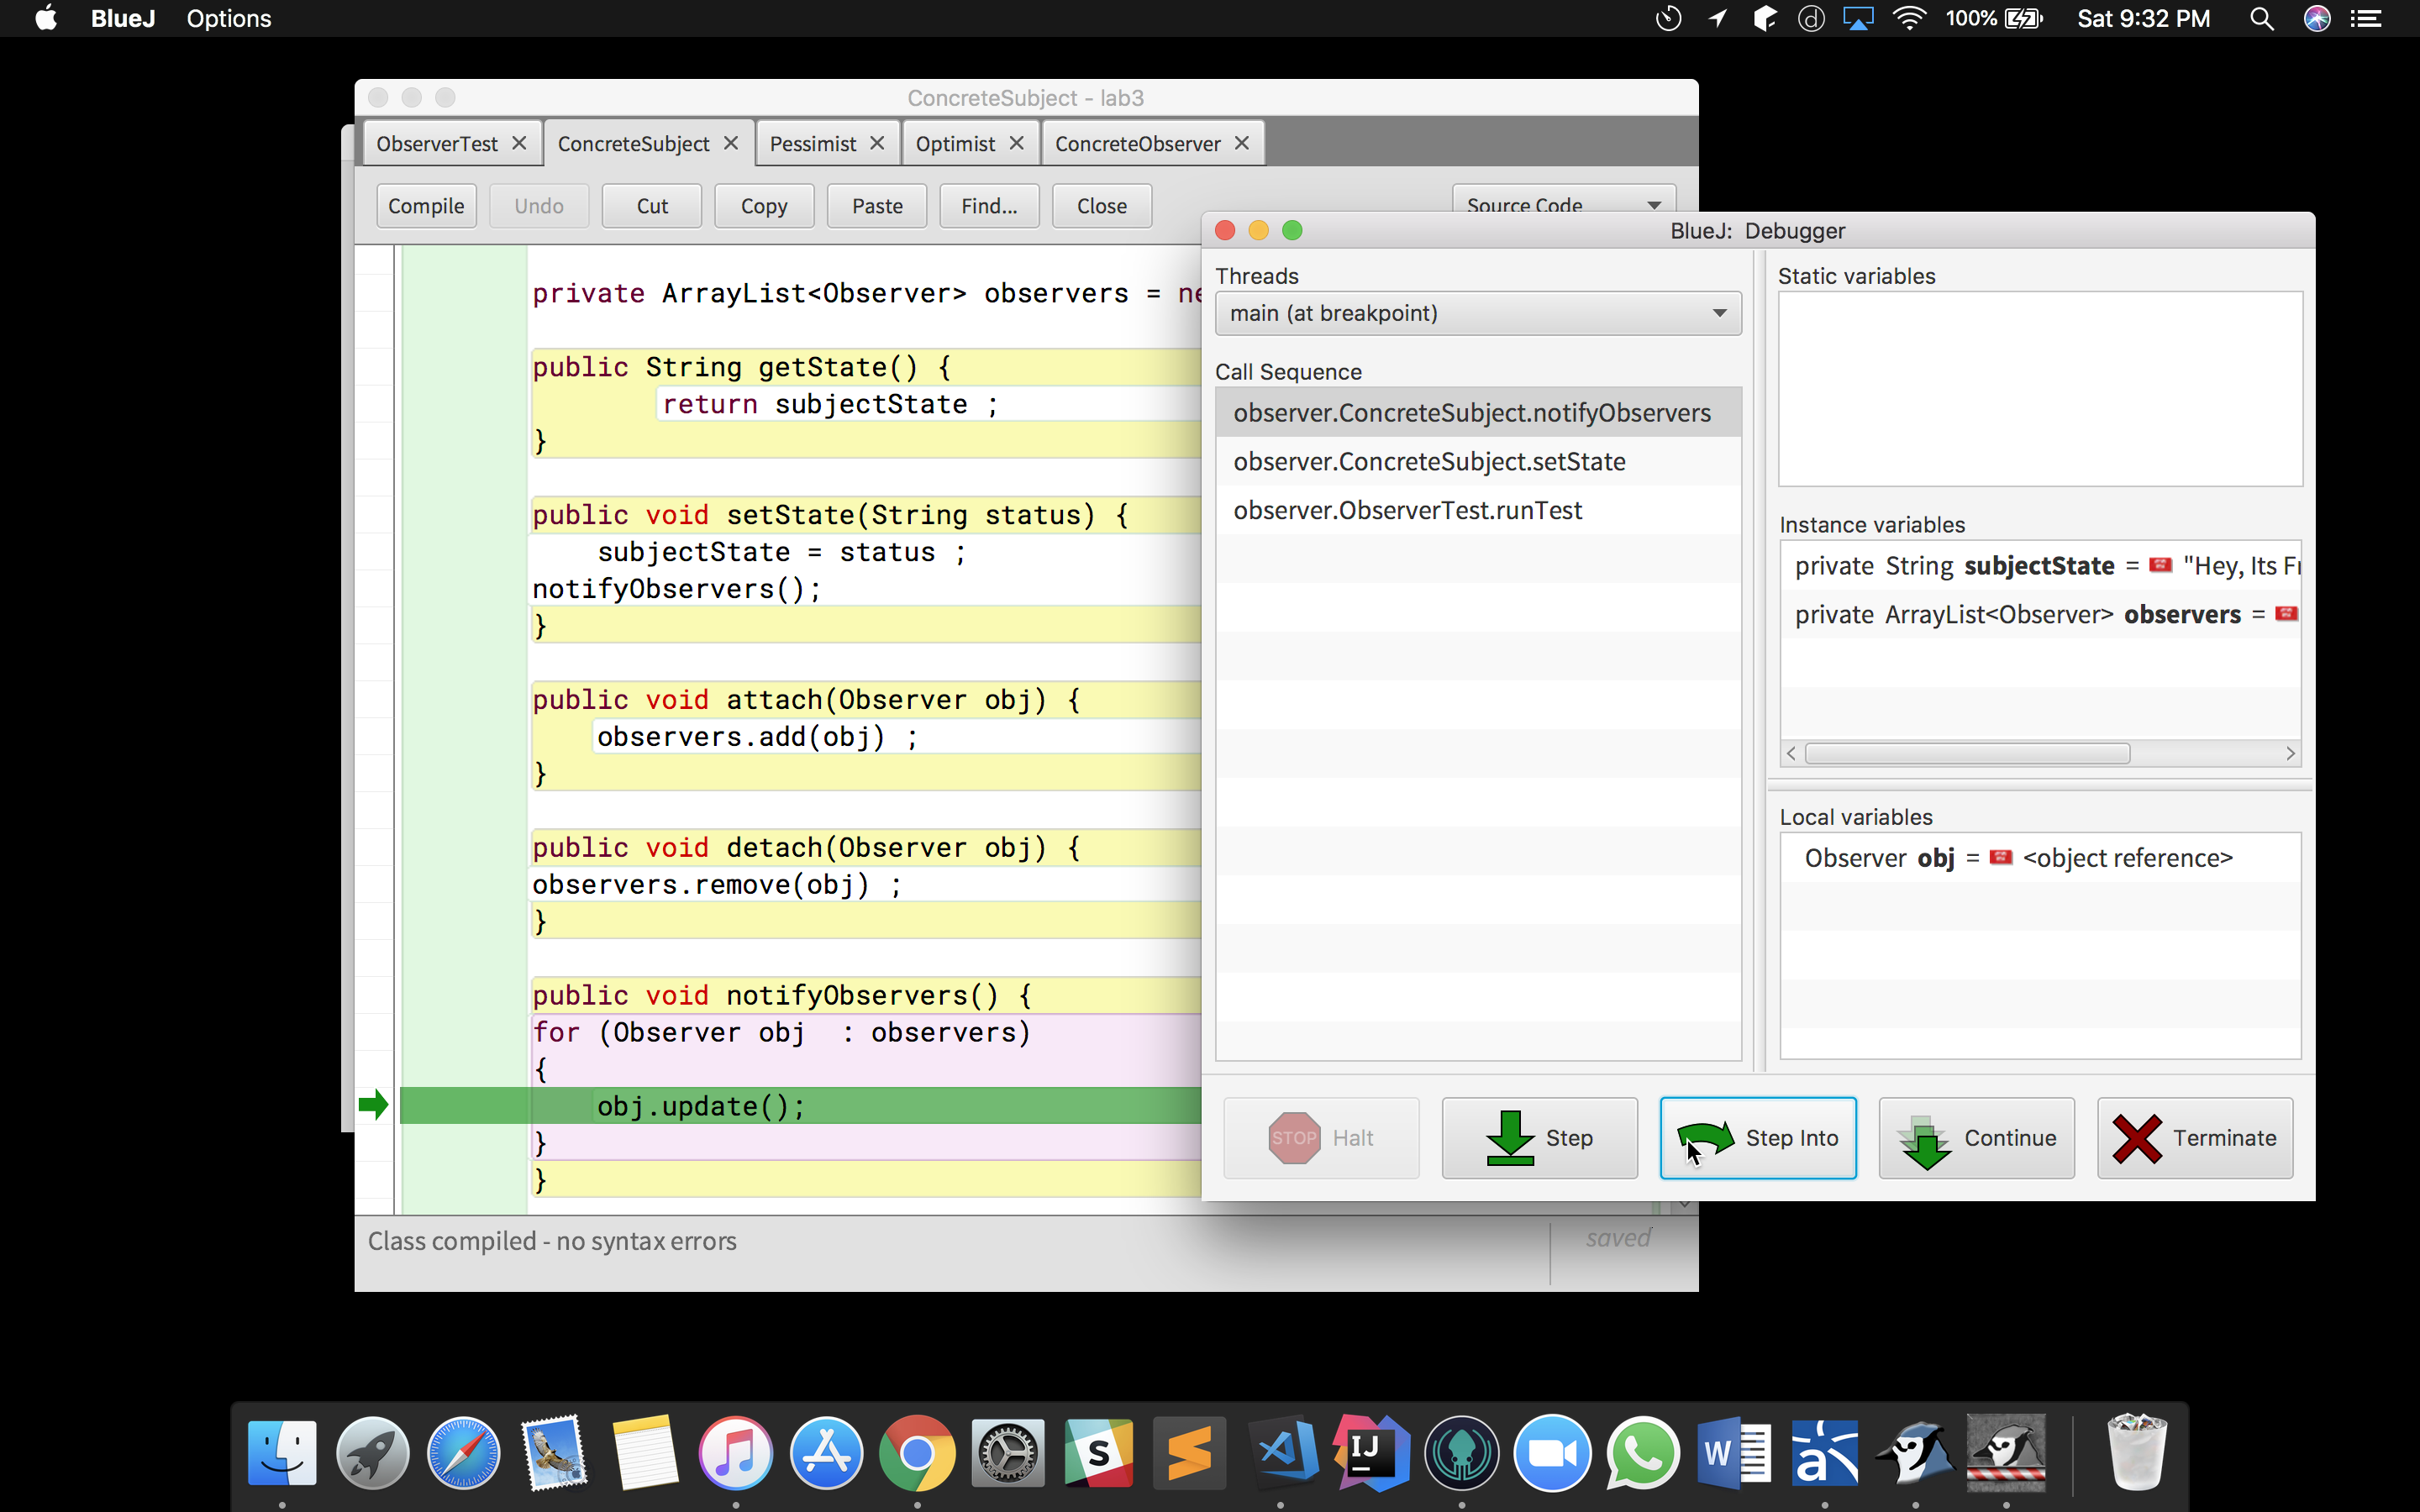 BlueJ Options
100% Sat 9:32 PM
ConcreteSubject - lab3
ObserverTest ConcreteSubject Pessimist Optimist ConcreteObserver
Compile Undo Cut Copy Paste Find... Close Source Code
private ArrayList<Observer> observers = ne
public String getState() {
return subjectState ;
}
public void setState(String status) {
subjectState = status ;
notifyObservers();
}
public void attach(Observer obj) {
observers.add(obj) ;
}
public void detach(Observer obj) {
observers.remove(obj) ;
}
public void notifyObservers() {
for (Observer obj  : observers)
{
obj.update();
}
}
Class compiled - no syntax errors
saved
BlueJ: Debugger
Threads
main (at breakpoint)
Call Sequence
observer.ConcreteSubject.notifyObservers
observer.ConcreteSubject.setState
observer.ObserverTest.runTest
Static variables
Instance variables
private String subjectState = "Hey, Its Fr
private ArrayList<Observer> observers =
Local variables
Observer obj = <object reference>
STOP Halt Step Step Into Continue Terminate
S IJ W a